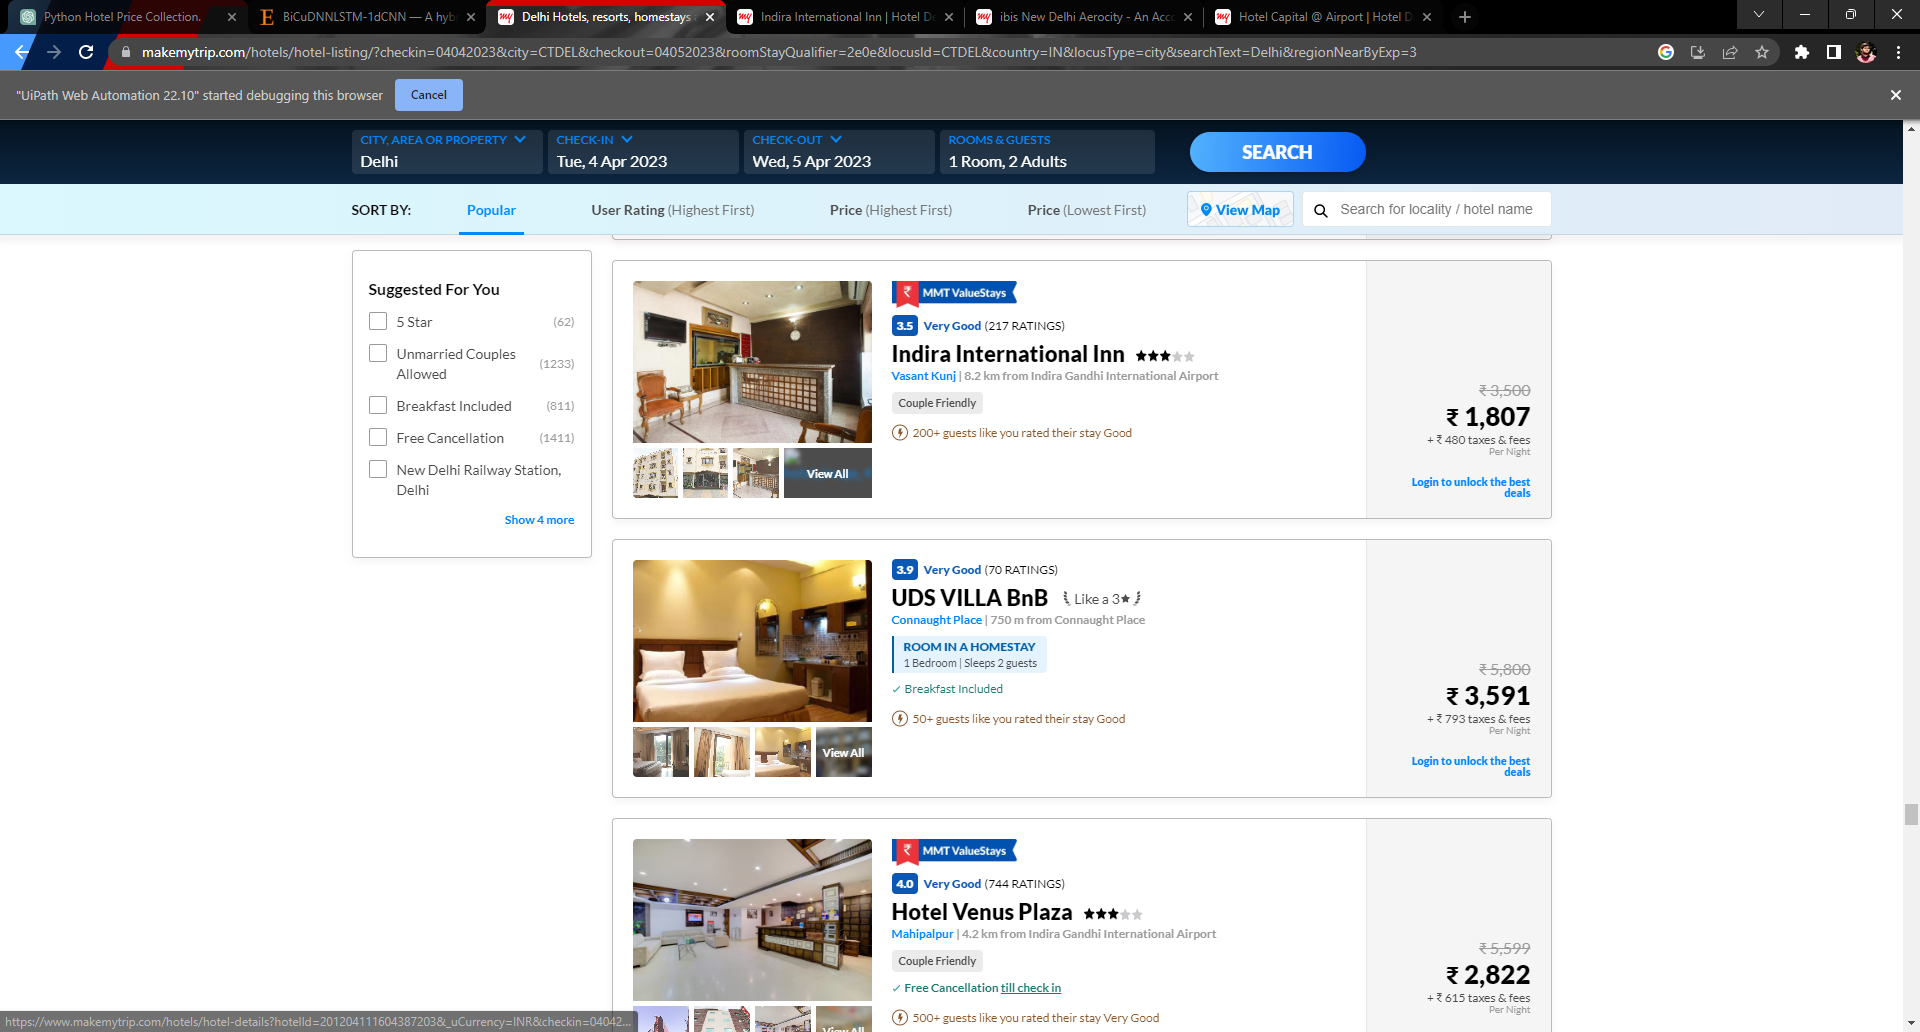 Python Hotel Price Collection.
BiCuDNNLSTM-1dCNN — A hybr
Delhi Hotels, resorts, homestays
Indira International Inn | Hotel De
ibis New Delhi Aerocity - An Acco
Hotel Capital @ Airport | Hotel D
makemytrip.com/hotels/hotel-listing/?checkin=04042023&city=CTDEL&checkout=04052023&roomStayQualifier=2e0e&locusId=CTDEL&country=IN&locusType=city&searchText=Delhi&regionNearByExp=3
"UiPath Web Automation 22.10" started debugging this browser
Cancel
CITY, AREA OR PROPERTY
Delhi
CHECK-IN
Tue, 4 Apr 2023
CHECK-OUT
Wed, 5 Apr 2023
ROOMS & GUESTS
1 Room, 2 Adults
SEARCH
SORT BY:
Popular
User Rating (Highest First)
Price (Highest First)
Price (Lowest First)
View Map
Search for locality / hotel name
Suggested For You
5 Star (62)
Unmarried Couples
Allowed (1233)
Breakfast Included (811)
Free Cancellation (1411)
New Delhi Railway Station,
Delhi
Show 4 more
₹ MMT ValueStays
3.5 Very Good (217 RATINGS)
Indira International Inn
Vasant Kunj | 8.2 km from Indira Gandhi International Airport
Couple Friendly
200+ guests like you rated their stay Good
View All
₹ 3,500
₹ 1,807
+ ₹ 480 taxes & fees
Per Night
Login to unlock the best
deals
3.9 Very Good (70 RATINGS)
UDS VILLA BnB Like a 3★
Connaught Place | 750 m from Connaught Place
ROOM IN A HOMESTAY
1 Bedroom | Sleeps 2 guests
✓ Breakfast Included
50+ guests like you rated their stay Good
View All
₹ 5,800
₹ 3,591
+ ₹ 793 taxes & fees
Per Night
Login to unlock the best
deals
₹ MMT ValueStays
4.0 Very Good (744 RATINGS)
Hotel Venus Plaza
Mahipalpur | 4.2 km from Indira Gandhi International Airport
Couple Friendly
✓ Free Cancellation till check in
500+ guests like you rated their stay Very Good
View All
₹ 5,599
₹ 2,822
+ ₹ 615 taxes & fees
Per Night
https://www.makemytrip.com/hotels/hotel-details?hotelId=201204111604387203&_uCurrency=INR&checkin=04042...